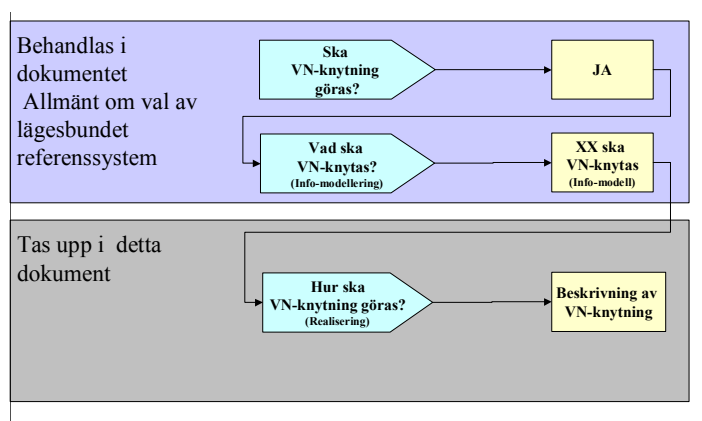 Behandlas i
dokumentet
Allmänt om val av
lägesbundet
referenssystem
Ska
VN-knytning
göras?
JA
Vad ska
VN-knytas?
(Info-modellering)
XX ska
VN-knytas
(Info-modell)
Tas upp i detta
dokument
Hur ska
VN-knytning göras?
(Realisering)
Beskrivning av
VN-knytning